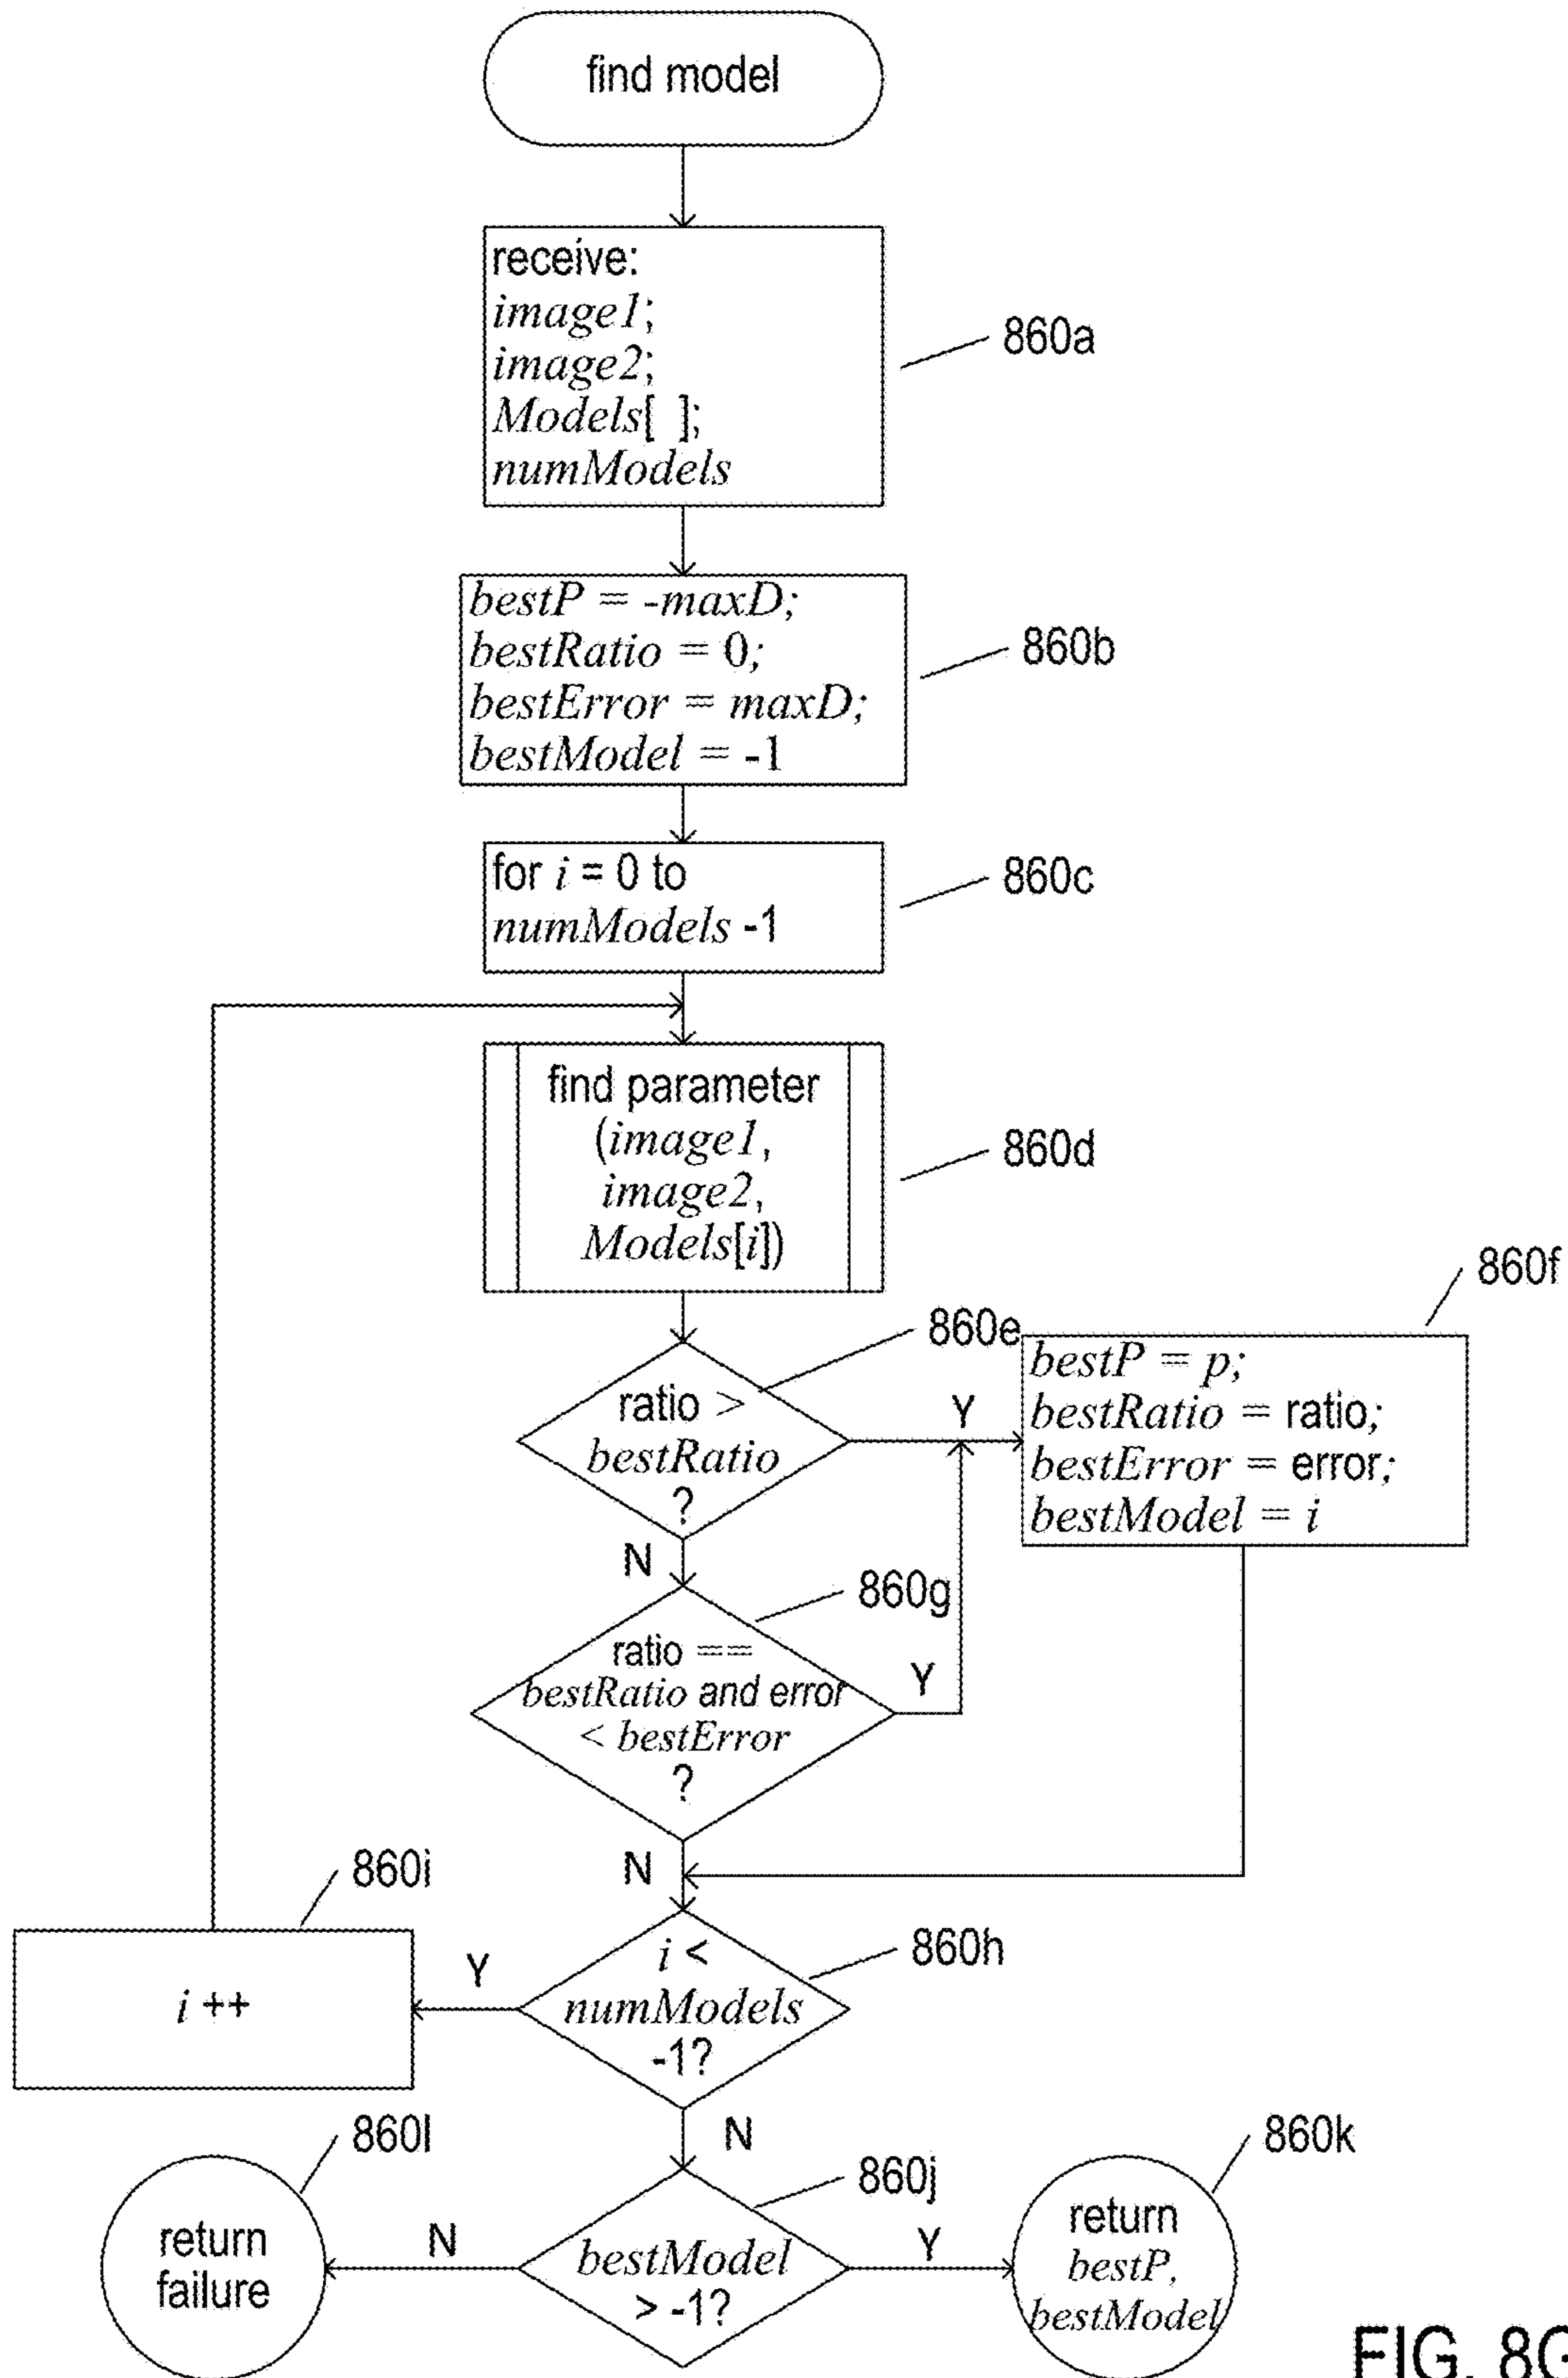 find model
receive:
image1;
image2;
Models[ ];
numModels
860a
bestP = -maxD;
bestRatio = 0;
bestError = maxD;
bestModel = -1
860b
for i = 0 to
numModels -1
860c
find parameter
(image1,
image2,
Models[i])
860d
860e
ratio >
bestRatio
?
Y
N
860f
bestP = p;
bestRatio = ratio;
bestError = error;
bestModel = i
860g
ratio ==
bestRatio and error
< bestError
?
Y
N
860i
i ++
860h
i <
numModels
-1?
Y
N
860l
return
failure
860j
bestModel
> -1?
N
Y
860k
return
bestP,
bestModel